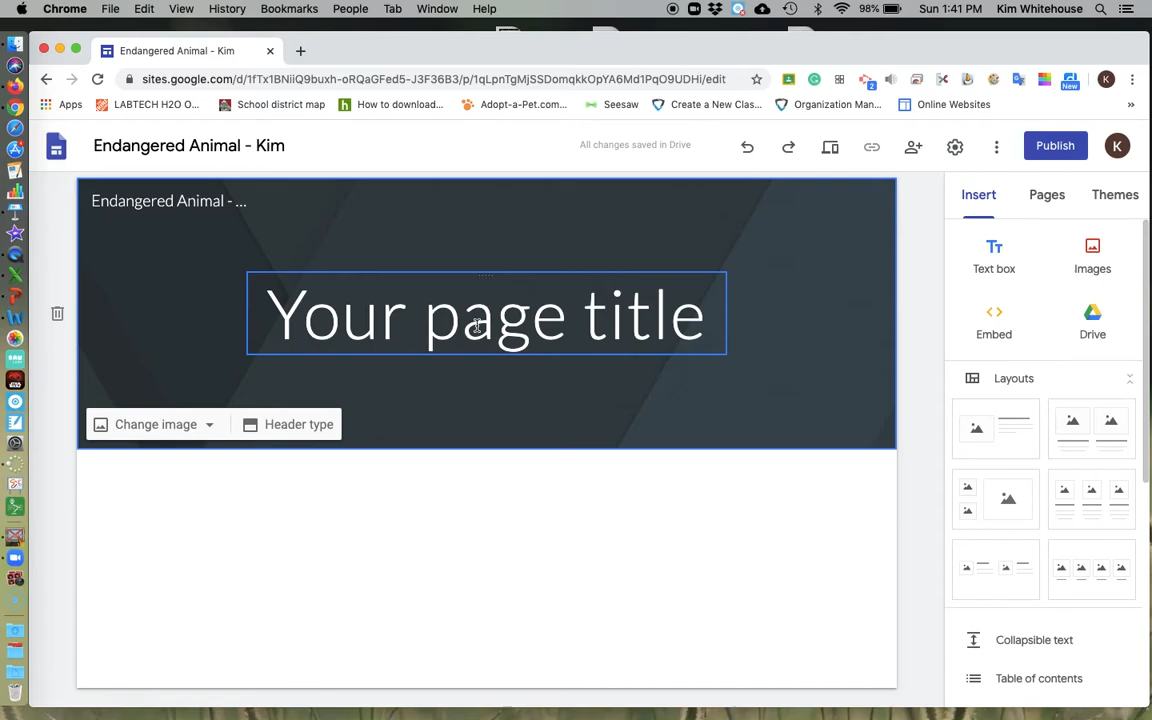 Chrome File Edit View History Bookmarks People Tab Window Help 98% Sun 1:41 PM Kim Whitehouse
Endangered Animal - Kim
sites.google.com/d/1fTx1BNiiQ9buxh-oRQaGFed5-J3F36B3/p/1qLpnTgMjSSDomqkkOpYA6Md1PqO9UDHi/edit
2
New
K
Apps LABTECH H2O O... School district map How to download... Adopt-a-Pet.com... Seesaw Create a New Clas... Organization Man... Online Websites »
Endangered Animal - Kim
All changes saved in Drive
Publish
K
Endangered Animal - ...
Insert Pages Themes
Your page title
Text box Images
Embed Drive
Layouts
Change image Header type
Collapsible text
Table of contents